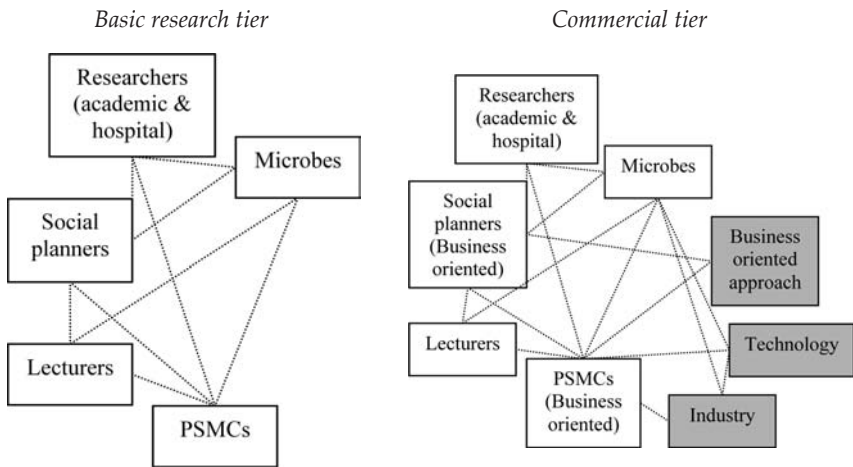 Basic research tier
Researchers
(academic &
hospital)
Microbes
Social
planners
Lecturers
PSMCs
Commercial tier
Researchers
(academic &
hospital)
Microbes
Social
planners
(Business
oriented)
Business
oriented
approach
Lecturers
Technology
PSMCs
(Business
oriented)
Industry